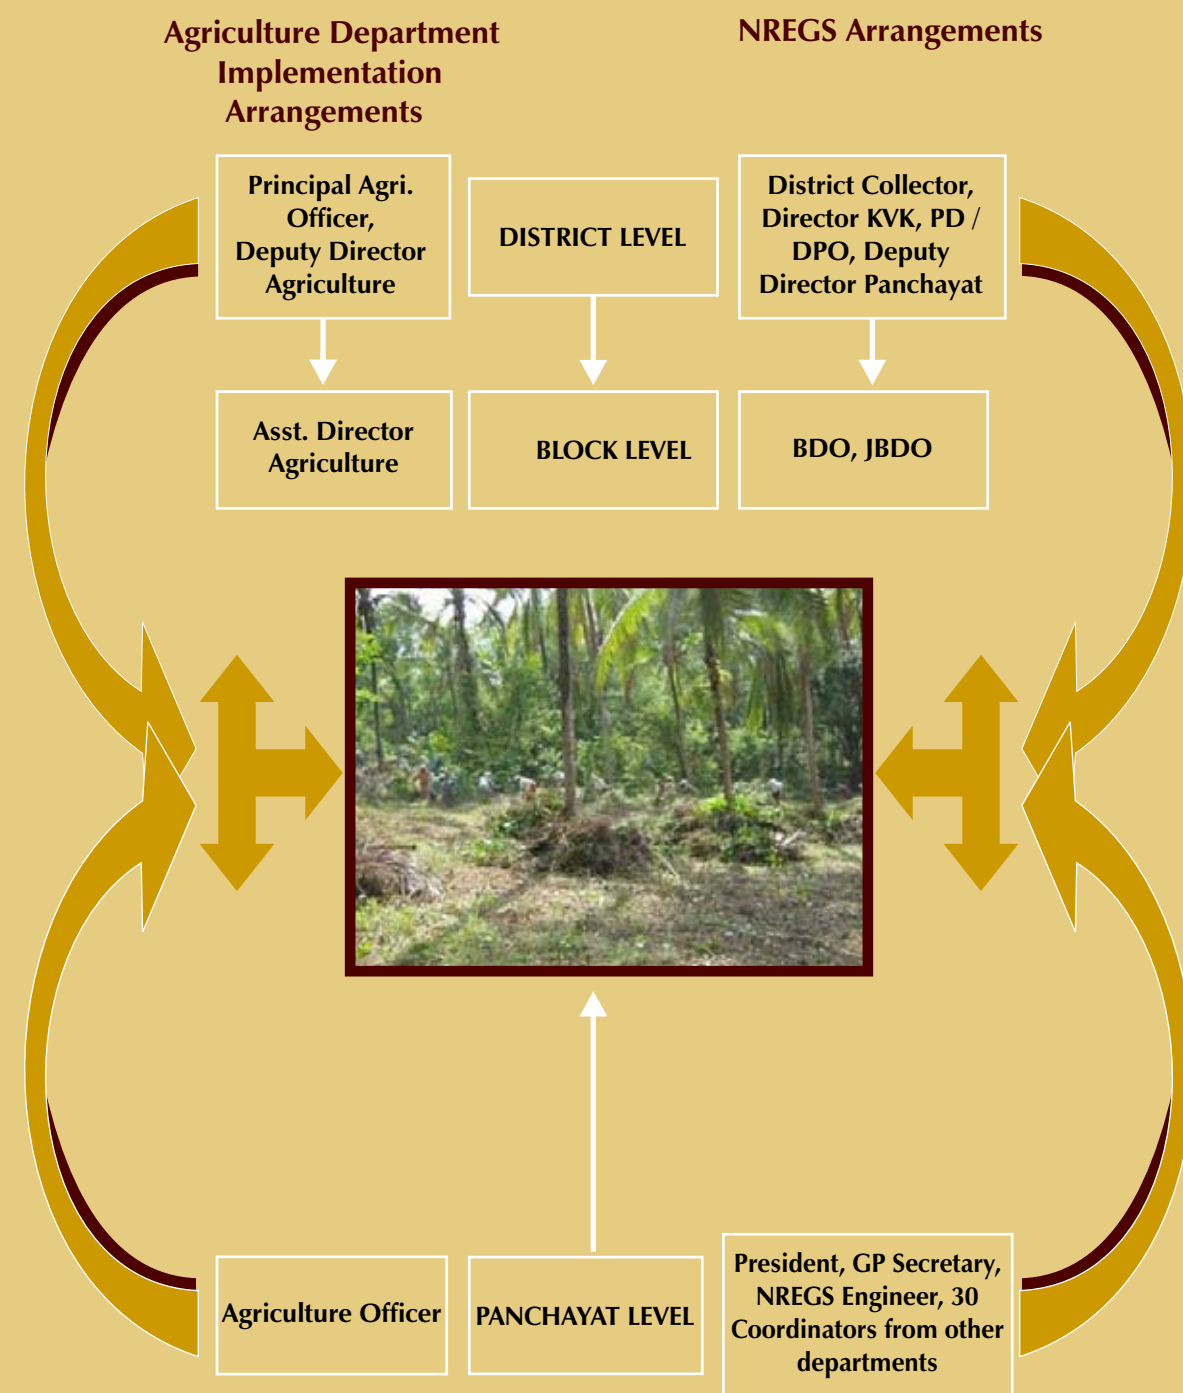 Agriculture Department
Implementation
Arrangements
NREGS Arrangements
Principal Agri.
Officer,
Deputy Director
Agriculture
DISTRICT LEVEL
District Collector,
Director KVK, PD /
DPO, Deputy
Director Panchayat
Asst. Director
Agriculture
BLOCK LEVEL
BDO, JBDO
Agriculture Officer
PANCHAYAT LEVEL
President, GP Secretary,
NREGS Engineer, 30
Coordinators from other
departments